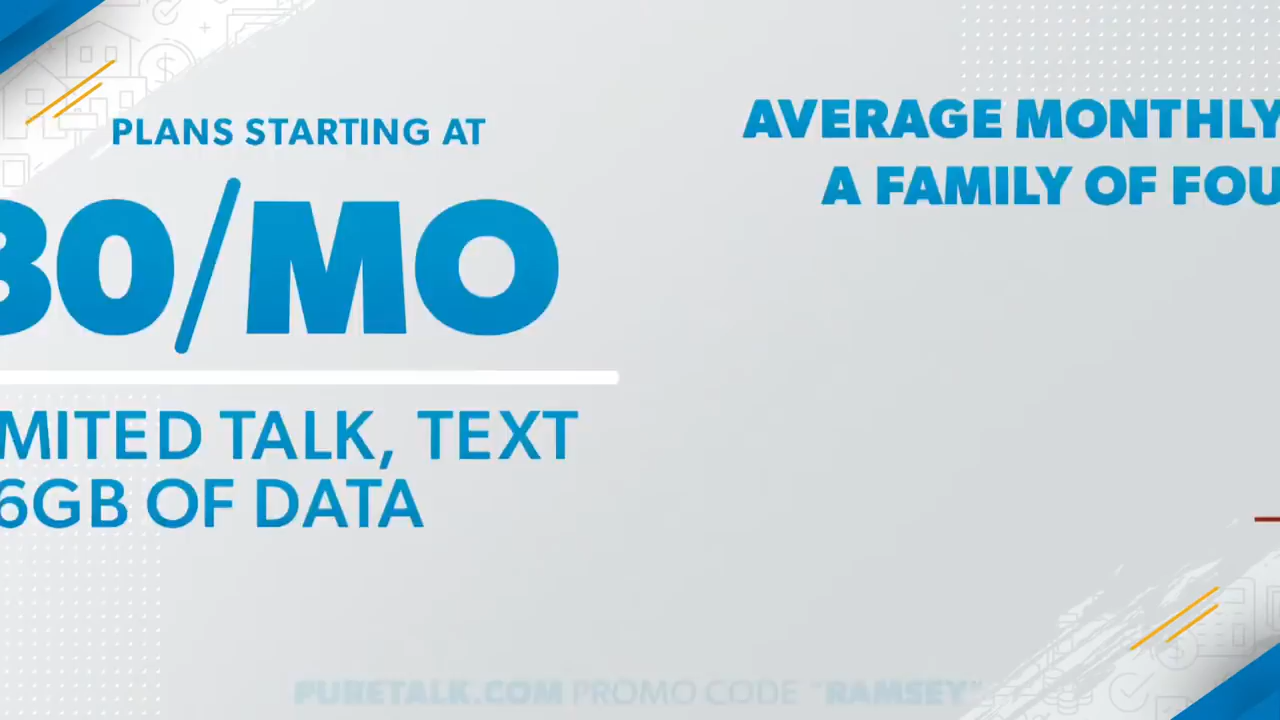 PLANS STARTING AT
30/MO
IMITED TALK, TEXT
6GB OF DATA
AVERAGE MONTHLY
A FAMILY OF FOU
PURETALK.COM PROMO CODE "RAMSEY"